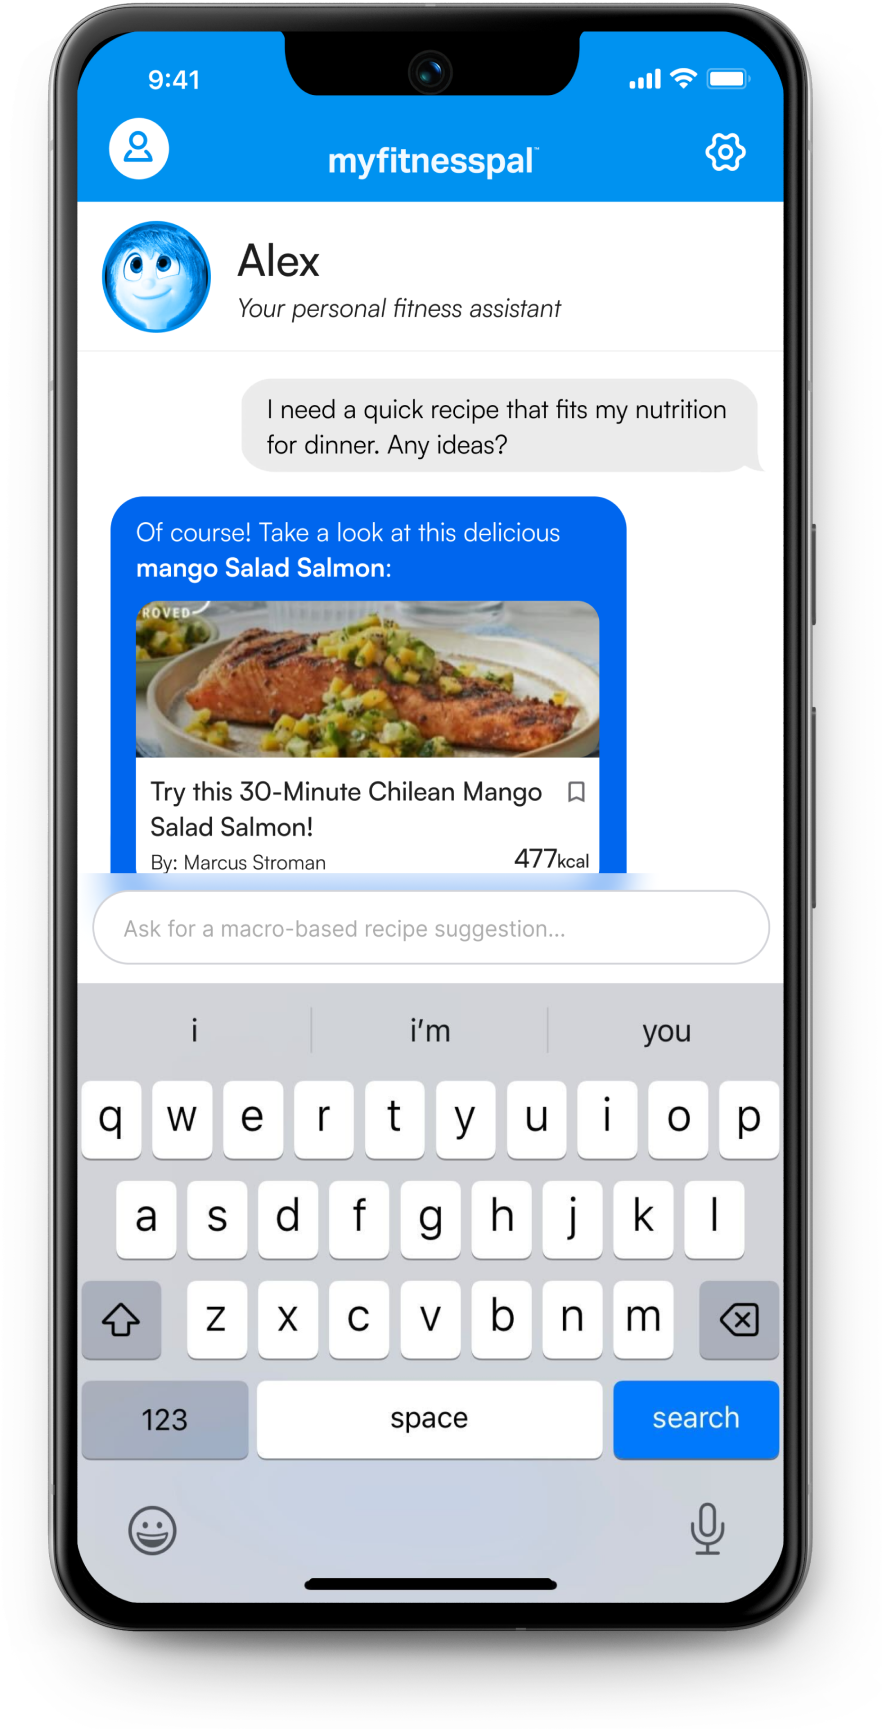 9:41
myfitnesspal™
Alex
Your personal fitness assistant
I need a quick recipe that fits my nutrition
for dinner. Any ideas?
Of course! Take a look at this delicious
mango Salad Salmon:
ROVED
Try this 30-Minute Chilean Mango
Salad Salmon!
By: Marcus Stroman
477kcal
Ask for a macro-based recipe suggestion...
i i'm you
q w e r t y u i o p
a s d f g h j k l
z x c v b n m
123 space search